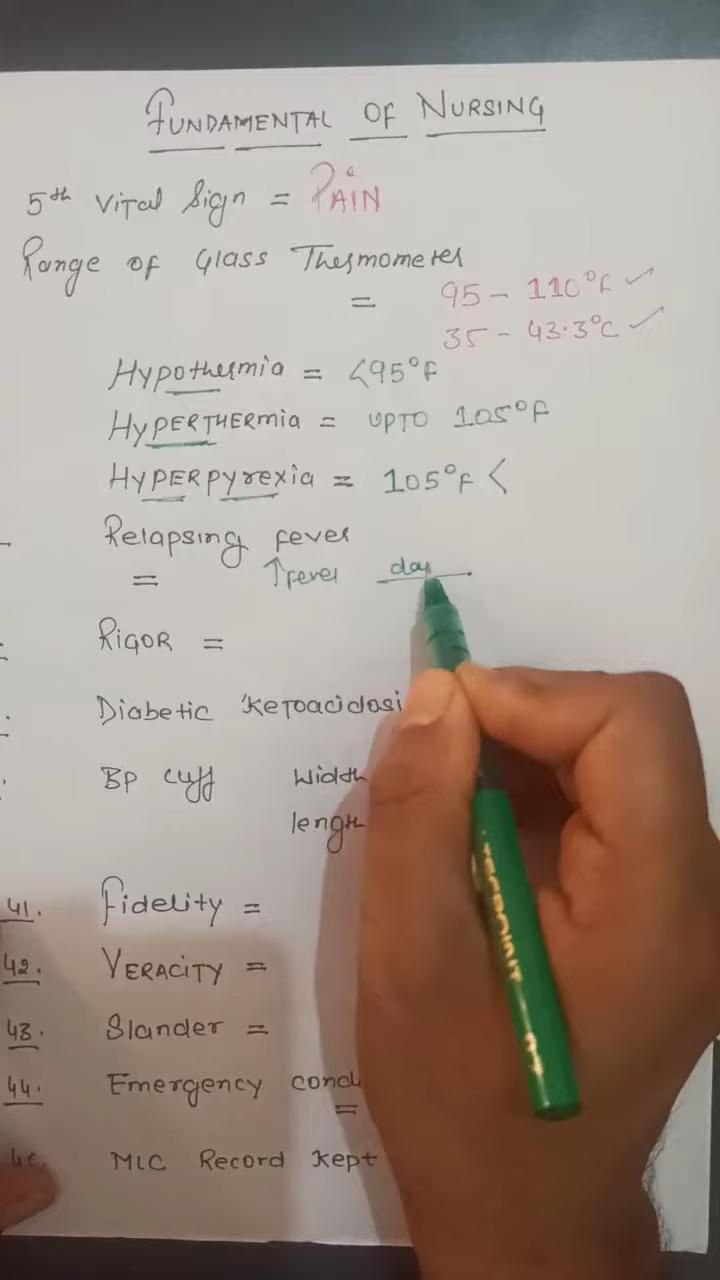 FUNDAMENTAL OF NURSING
5th Vital Sign = PAIN
Range of Glass Thermometer
= 95 - 110°F ✓
35 - 43.3°C ✓
Hypothermia = <95°F
HYPERTHERmia = UPTO 105°F
HYPERpyrexia = 105°F <
Relapsing fever
= ↑fever day
RIGOR =
Diabetic Ketoacidosi
BP cuff Width
length
41. Fidelity =
42. VERACITY =
43. Slander =
44. Emergency cond
=
MLC Record Kept
TECPOINT